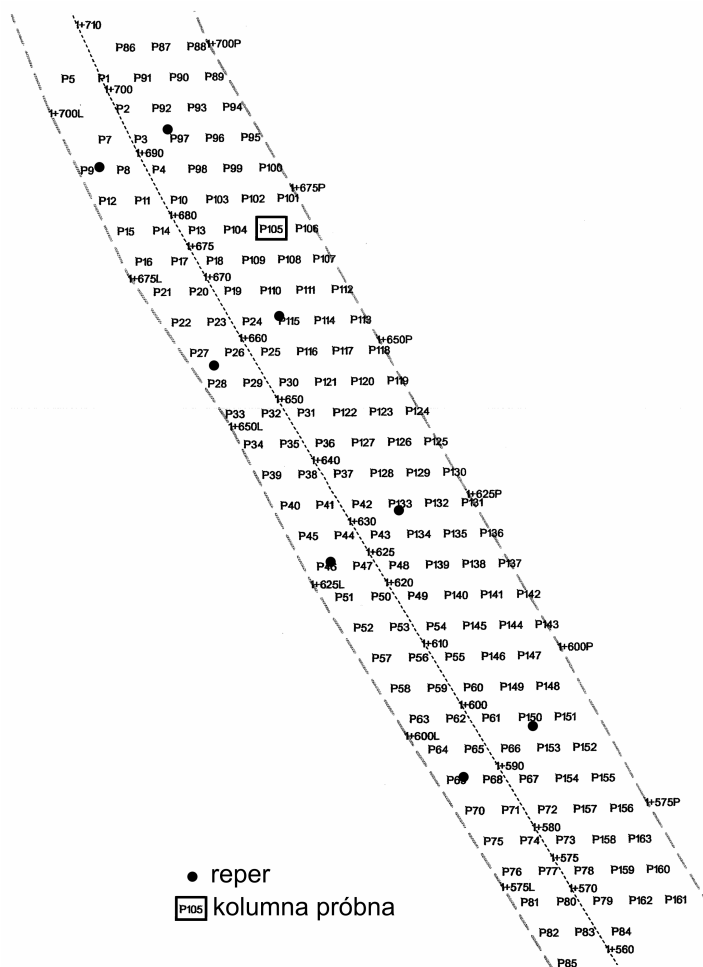 1+710
P86 P87 P88 1+700P
P5 P1 P91 P90 P89
1+700
1+700L P2 P92 P93 P94
P7 P3 P97 P96 P95
1+690
P9 P8 P4 P98 P99 P100
1+675P
P12 P11 P10 P103 P102 P101
1+680
P15 P14 P13 P104 P105 P106
1+675
P16 P17 P18 P109 P108 P107
1+675L 1+670
P21 P20 P19 P110 P111 P112
P22 P23 P24 P115 P114 P113
1+660 1+650P
P27 P26 P25 P116 P117 P118
P28 P29 P30 P121 P120 P119
1+650
P33 P32 P31 P122 P123 P124
1+650L
P34 P35 P36 P127 P126 P125
1+640
P39 P38 P37 P128 P129 P130
1+625P
P40 P41 P42 P133 P132 P131
1+630
P45 P44 P43 P134 P135 P136
1+625
P46 P47 P48 P139 P138 P137
1+625L 1+620
P51 P50 P49 P140 P141 P142
P52 P53 P54 P145 P144 P143
1+610 1+600P
P57 P56 P55 P146 P147
P58 P59 P60 P149 P148
1+600
P63 P62 P61 P150 P151
1+600L
P64 P65 P66 P153 P152
1+590
P69 P68 P67 P154 P155
1+575P
P70 P71 P72 P157 P156
1+580
P75 P74 P73 P158 P163
1+575
P76 P77 P78 P159 P160
1+575L 1+570
P81 P80 P79 P162 P161
P82 P83 P84
1+560
P85
reper
P105 kolumna próbna